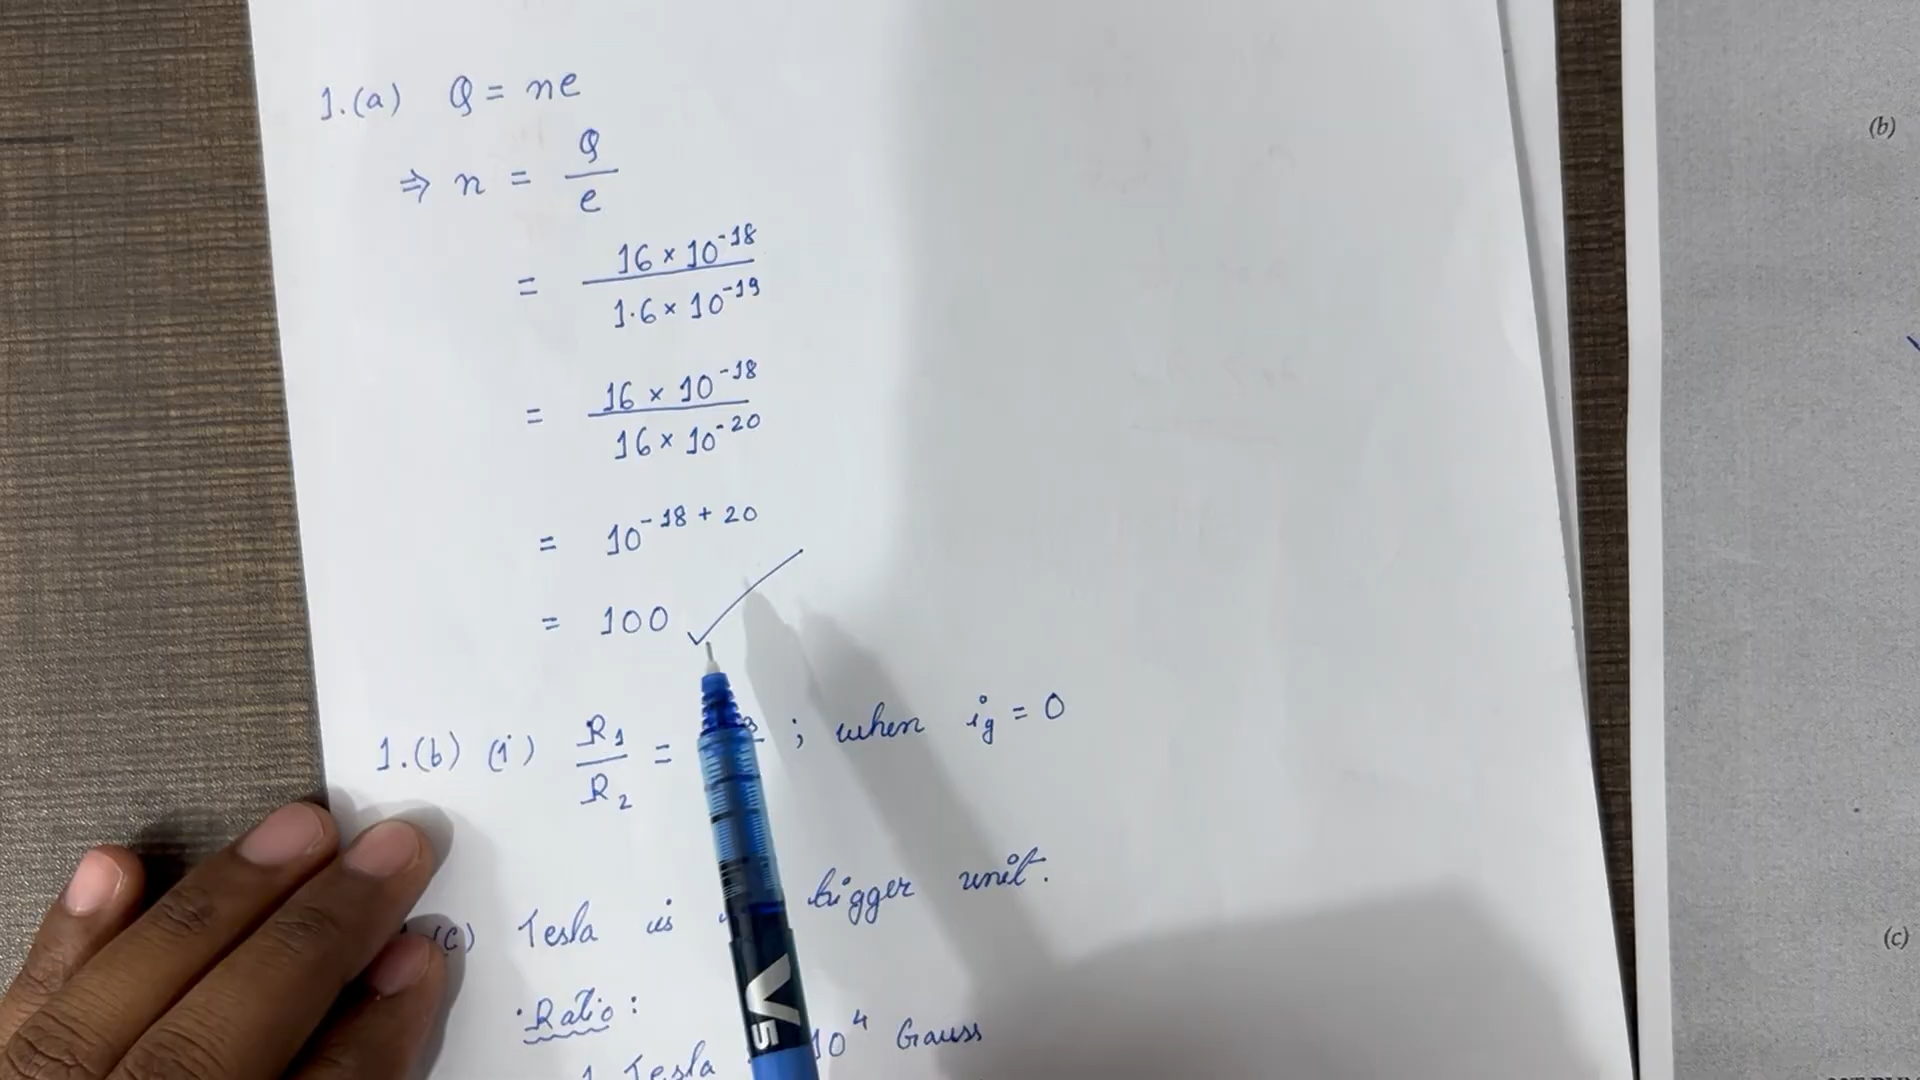 1.(a) Q = ne
⇒ n = Q/e
= 16 × 10^-18 / 1.6 × 10^-19
= 16 × 10^-18 / 16 × 10^-20
= 10^-18 + 20
= 100 ✓
1.(b) (i) R1/R2 = ; when ig = 0
(c) Tesla is bigger unit.
Ratio :
1 Tesla 10^4 Gauss
V5
(b)
(c)